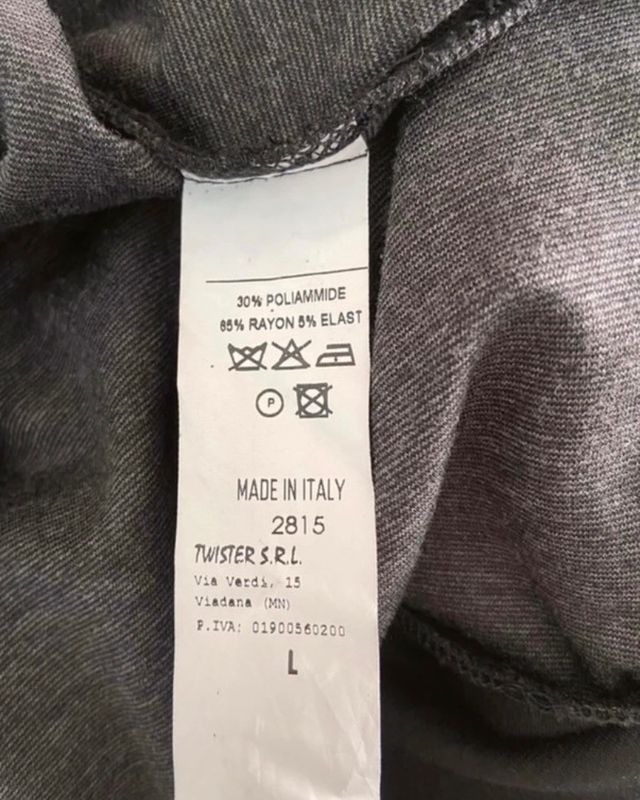 30% POLIAMMIDE
65% RAYON 5% ELAST
P
MADE IN ITALY
2815
TWISTER S.R.L.
Via Verdi, 15
Viadana (MN)
P.IVA: 01900560200
L